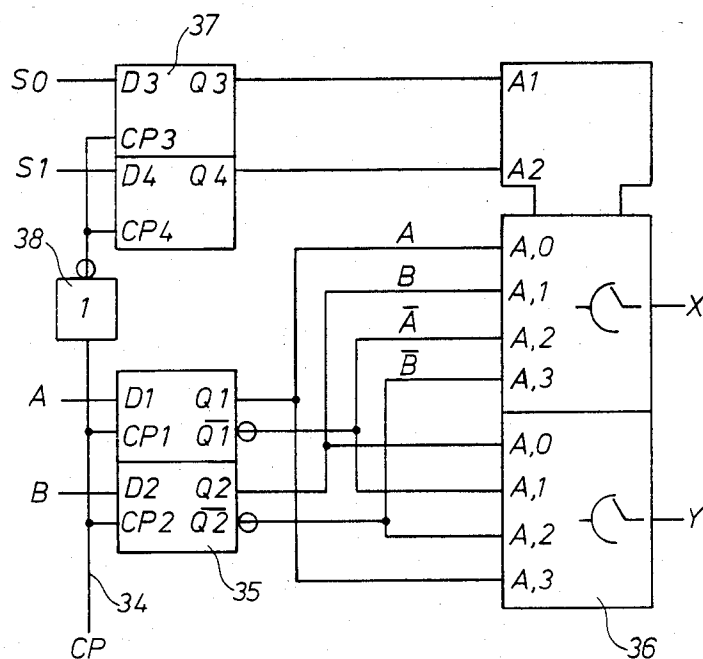 37
S0 D3 Q3 A1
CP3
S1 D4 Q4 A2
CP4
38
1
A A,0
B A,1
A̅ A,2
B̅ A,3
X
A D1 Q1
CP1 Q̅1̅
B D2 Q2
CP2 Q̅2̅
A,0
A,1
A,2
A,3
Y
34
35
36
CP